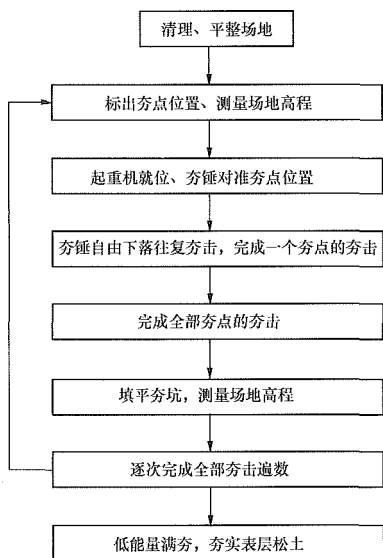 清理、平整场地
标出夯点位置、测量场地高程
起重机就位、夯锤对准夯点位置
夯锤自由下落往复夯击，完成一个夯点的夯击
完成全部夯点的夯击
填平夯坑，测量场地高程
逐次完成全部夯击遍数
低能量满夯，夯实表层松土